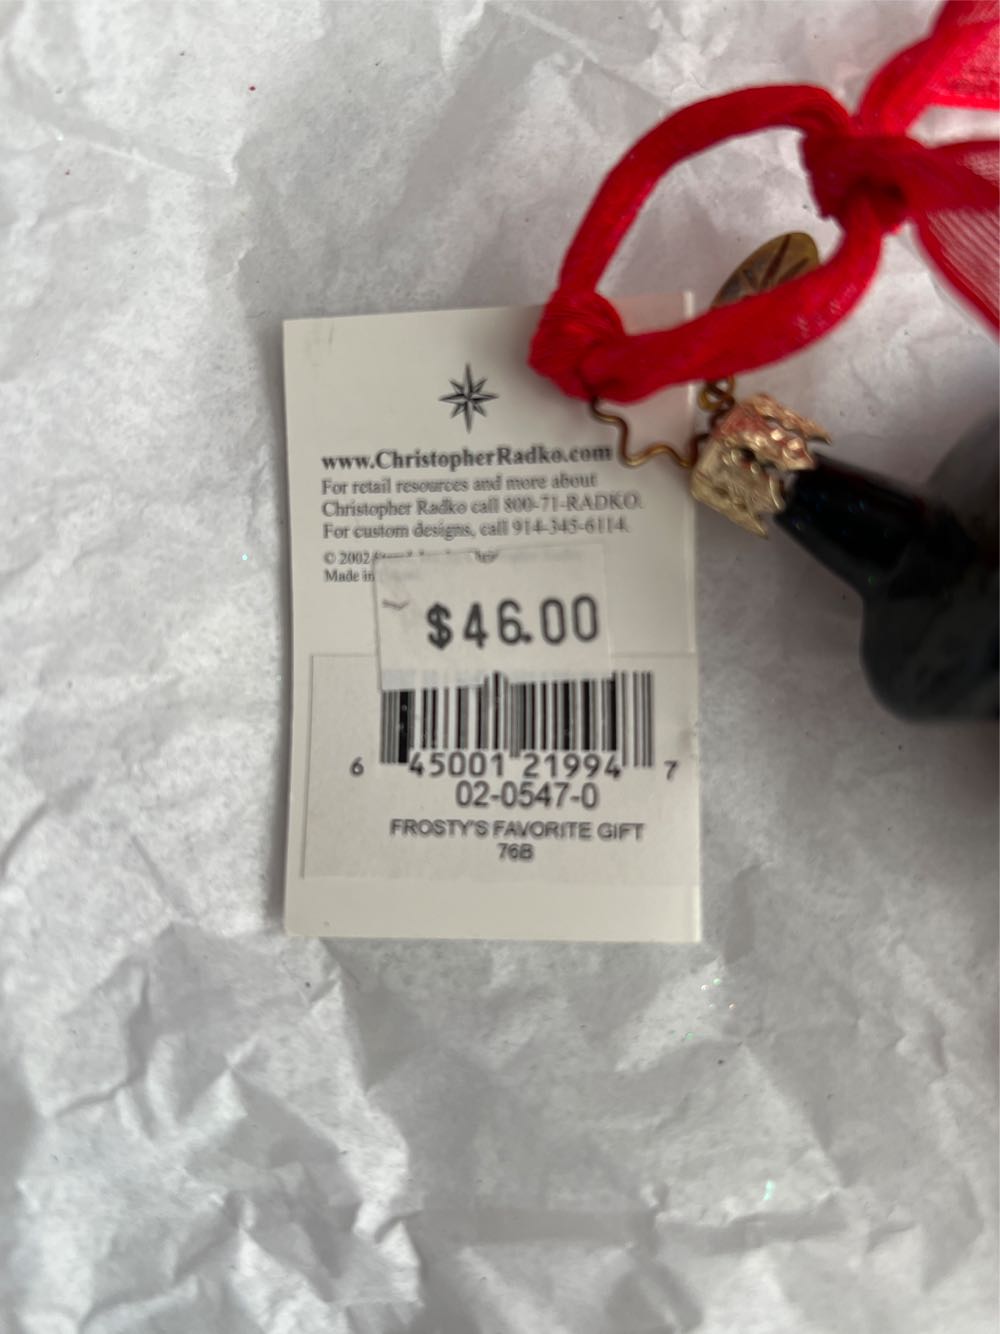 www.ChristopherRadko.com
For retail resources and more about
Christopher Radko call 800-71-RADKO.
For custom designs, call 914-345-6114.
© 2002
Made in
$46.00
6 45001 21994 7
02-0547-0
FROSTY'S FAVORITE GIFT
76B